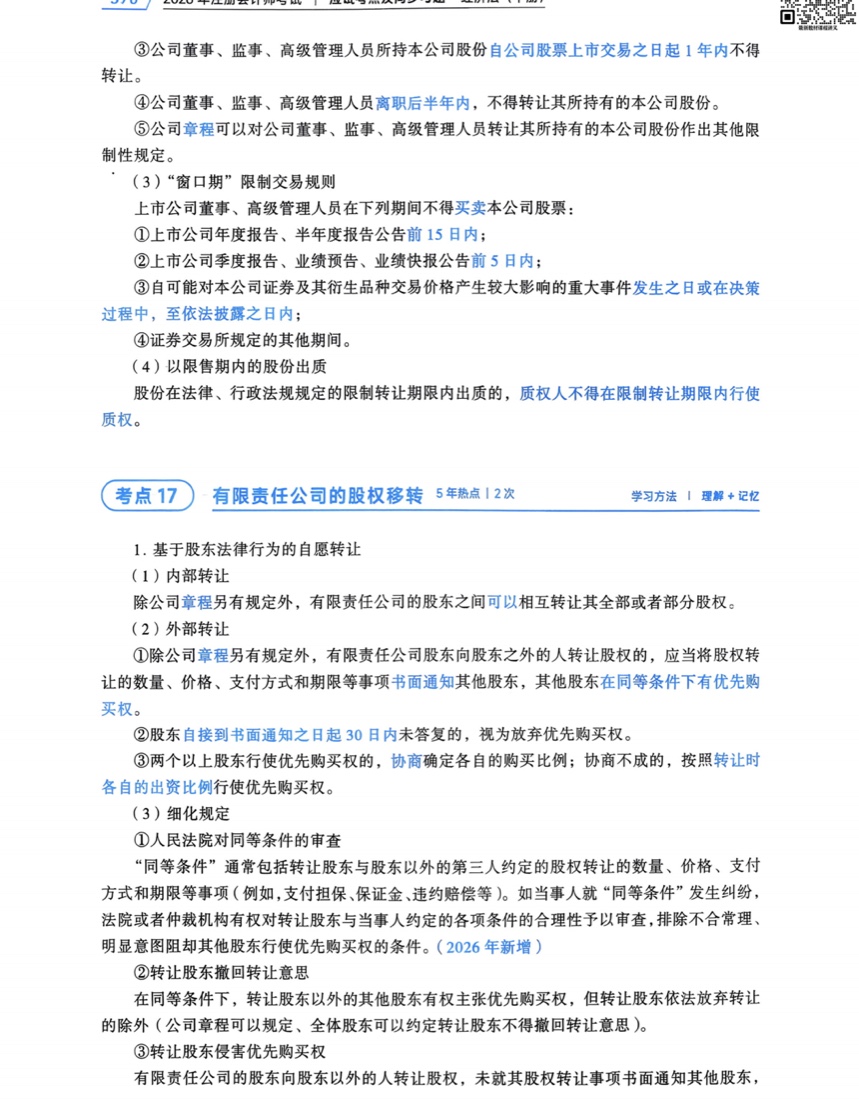 ③公司董事、监事、高级管理人员所持本公司股份自公司股票上市交易之日起 1 年内不得
转让。
④公司董事、监事、高级管理人员离职后半年内，不得转让其所持有的本公司股份。
⑤公司章程可以对公司董事、监事、高级管理人员转让其所持有的本公司股份作出其他限
制性规定。
（3）“窗口期”限制交易规则
上市公司董事、高级管理人员在下列期间不得买卖本公司股票：
①上市公司年度报告、半年度报告公告前 15 日内；
②上市公司季度报告、业绩预告、业绩快报公告前 5 日内；
③自可能对本公司证券及其衍生品种交易价格产生较大影响的重大事件发生之日或在决策
过程中，至依法披露之日内；
④证券交易所规定的其他期间。
（4）以限售期内的股份出质
股份在法律、行政法规规定的限制转让期限内出质的，质权人不得在限制转让期限内行使
质权。
考点 17 有限责任公司的股权移转 5 年热点 | 2 次 学习方法 | 理解 + 记忆
1. 基于股东法律行为的自愿转让
（1）内部转让
除公司章程另有规定外，有限责任公司的股东之间可以相互转让其全部或者部分股权。
（2）外部转让
①除公司章程另有规定外，有限责任公司股东向股东之外的人转让股权的，应当将股权转
让的数量、价格、支付方式和期限等事项书面通知其他股东，其他股东在同等条件下有优先购
买权。
②股东自接到书面通知之日起 30 日内未答复的，视为放弃优先购买权。
③两个以上股东行使优先购买权的，协商确定各自的购买比例；协商不成的，按照转让时
各自的出资比例行使优先购买权。
（3）细化规定
①人民法院对同等条件的审查
“同等条件”通常包括转让股东与股东以外的第三人约定的股权转让的数量、价格、支付
方式和期限等事项（例如，支付担保、保证金、违约赔偿等）。如当事人就“同等条件”发生纠纷，
法院或者仲裁机构有权对转让股东与当事人约定的各项条件的合理性予以审查，排除不合常理、
明显意图阻却其他股东行使优先购买权的条件。（2026 年新增）
②转让股东撤回转让意思
在同等条件下，转让股东以外的其他股东有权主张优先购买权，但转让股东依法放弃转让
的除外（公司章程可以规定、全体股东可以约定转让股东不得撤回转让意思）。
③转让股东侵害优先购买权
有限责任公司的股东向股东以外的人转让股权，未就其股权转让事项书面通知其他股东，